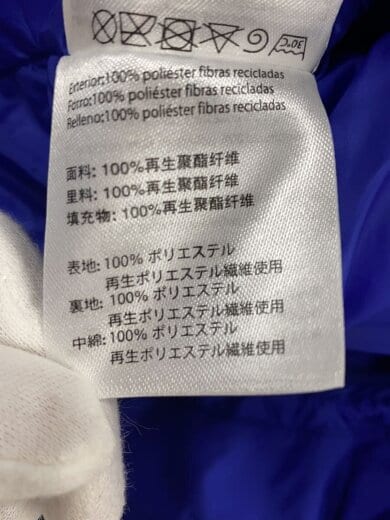 30°C
Exterior:100% poliéster fibras recicladas
Forro:100% poliéster fibras recicladas
Relleno:100% poliéster fibras recicladas
面料: 100%再生聚酯纤维
里料: 100%再生聚酯纤维
填充物: 100%再生聚酯纤维
表地: 100% ポリエステル
再生ポリエステル繊維使用
裏地: 100% ポリエステル
再生ポリエステル繊維使用
中綿: 100% ポリエステル
再生ポリエステル繊維使用